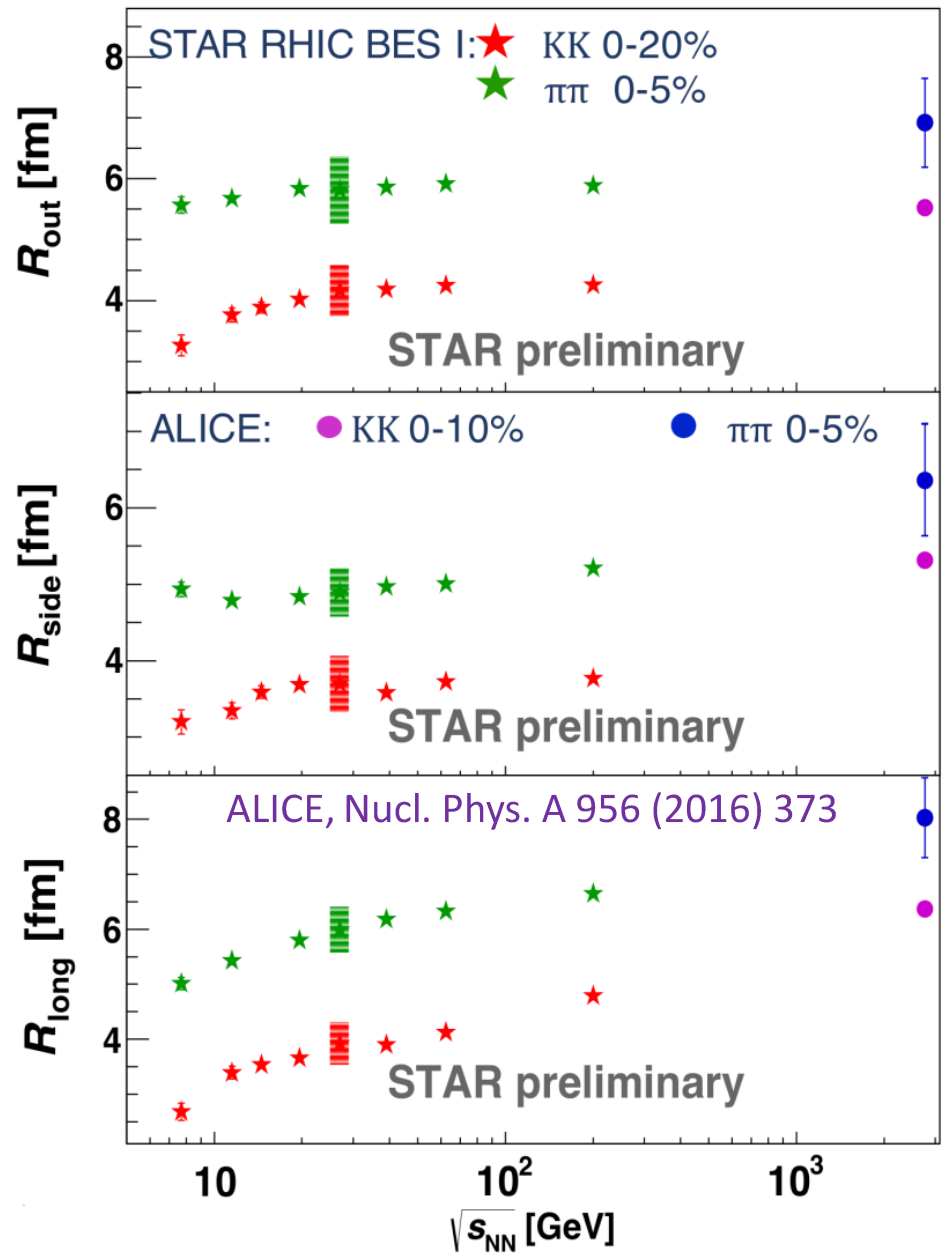 STAR RHIC BES I: ★ KK 0-20%
★ ππ 0-5%
8
6
4
R_out [fm]
STAR preliminary
ALICE: ● KK 0-10% ● ππ 0-5%
6
4
R_side [fm]
STAR preliminary
ALICE, Nucl. Phys. A 956 (2016) 373
8
6
4
R_long [fm]
STAR preliminary
10 10² 10³
√s_NN [GeV]